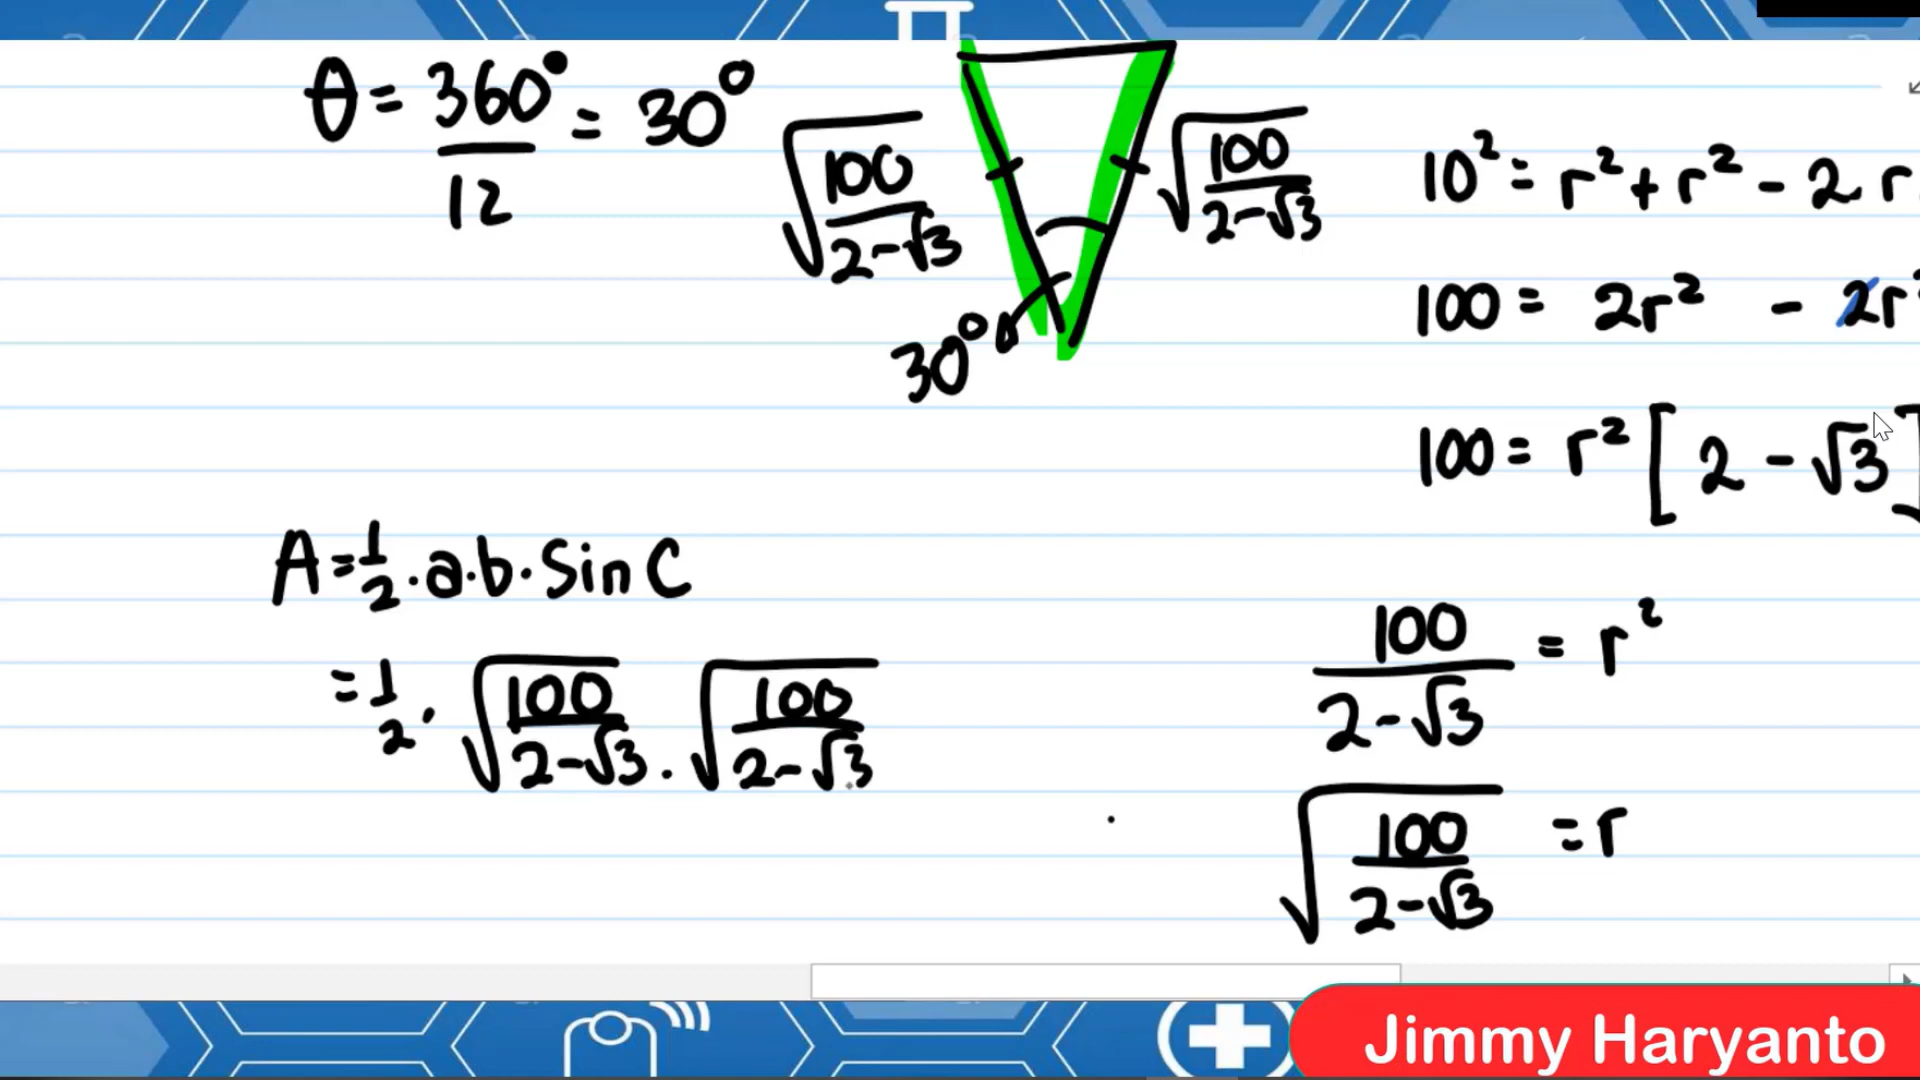 θ = 360° / 12 = 30°
√(100 / 2-√3)
√(100 / 2-√3)
30°
10² = r² + r² - 2 r
100 = 2r² - 2r²
100 = r² [ 2 - √3 ]
A = 1/2 · a · b · Sin C
= 1/2 · √(100 / 2-√3) · √(100 / 2-√3)
100 / 2-√3 = r²
√(100 / 2-√3) = r
Jimmy Haryanto